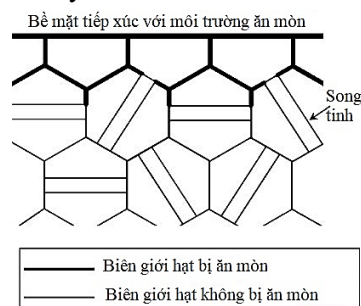 Bề mặt tiếp xúc với môi trường ăn mòn
Song
tinh
Biên giới hạt bị ăn mòn
Biên giới hạt không bị ăn mòn